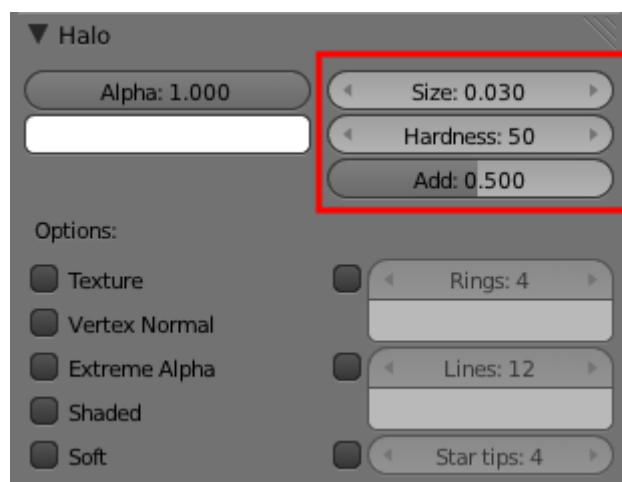 Halo
Alpha: 1.000
Size: 0.030
Hardness: 50
Add: 0.500
Options:
Texture
Rings: 4
Vertex Normal
Extreme Alpha
Lines: 12
Shaded
Soft
Star tips: 4